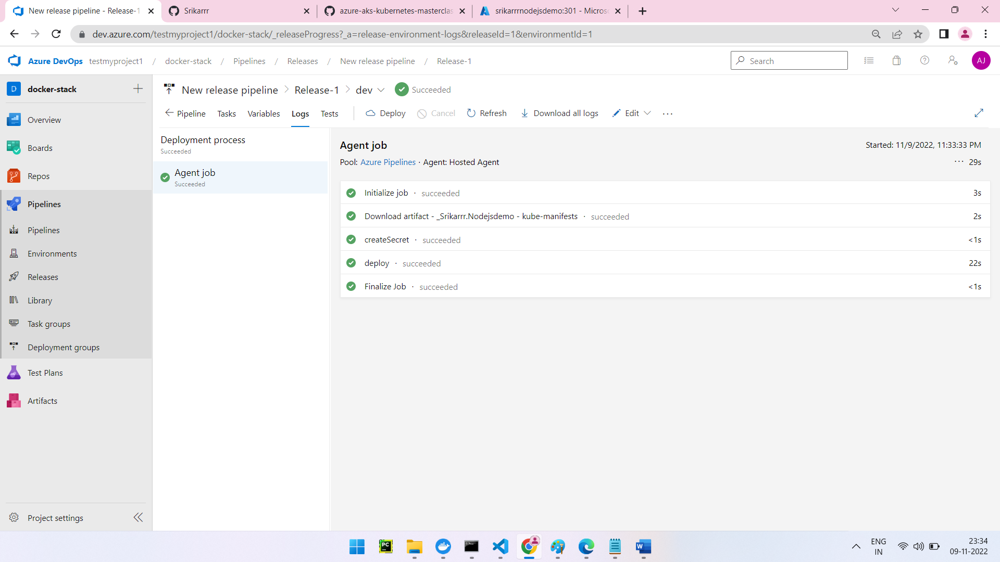 New release pipeline - Release-1
Srikarrr
azure-aks-kubernetes-masterclas
srikarrrnodejsdemo:301 - Microso
dev.azure.com/testmyproject1/docker-stack/_releaseProgress?_a=release-environment-logs&releaseId=1&environmentId=1
Azure DevOps testmyproject1 / docker-stack / Pipelines / Releases / New release pipeline / Release-1
Search
AJ
D docker-stack
Overview
Boards
Repos
Pipelines
Pipelines
Environments
Releases
Library
Task groups
Deployment groups
Test Plans
Artifacts
Project settings
New release pipeline > Release-1 > dev Succeeded
Pipeline Tasks Variables Logs Tests Deploy Cancel Refresh Download all logs Edit ...
Deployment process
Succeeded
Agent job
Succeeded
Agent job
Started: 11/9/2022, 11:33:33 PM
Pool: Azure Pipelines · Agent: Hosted Agent
... 29s
Initialize job · succeeded 3s
Download artifact - _Srikarrr.Nodejsdemo - kube-manifests · succeeded 2s
createSecret · succeeded <1s
deploy · succeeded 22s
Finalize Job · succeeded <1s
PC
W
ENG
IN
23:34
09-11-2022